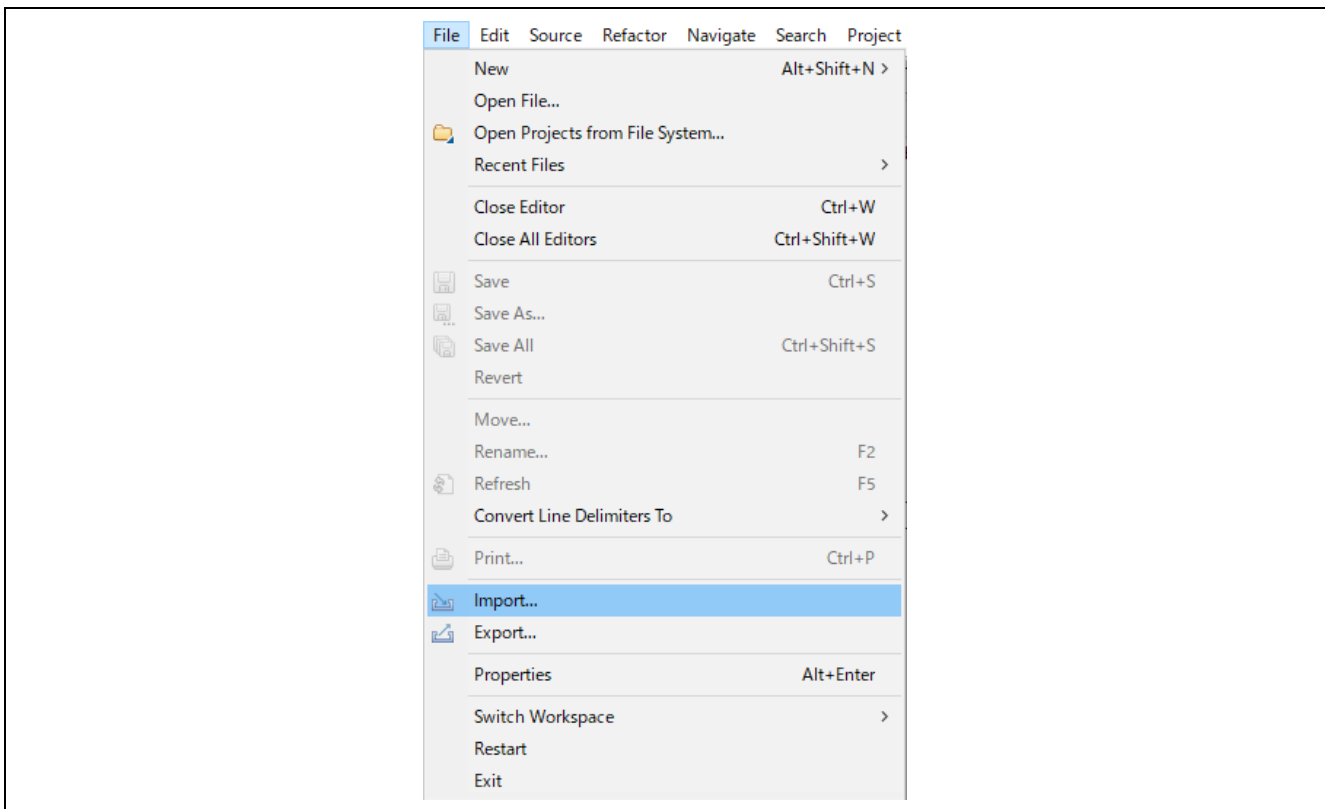 File Edit Source Refactor Navigate Search Project
New Alt+Shift+N >
Open File...
Open Projects from File System...
Recent Files >
Close Editor Ctrl+W
Close All Editors Ctrl+Shift+W
Save Ctrl+S
Save As...
Save All Ctrl+Shift+S
Revert
Move...
Rename... F2
Refresh F5
Convert Line Delimiters To >
Print... Ctrl+P
Import...
Export...
Properties Alt+Enter
Switch Workspace >
Restart
Exit